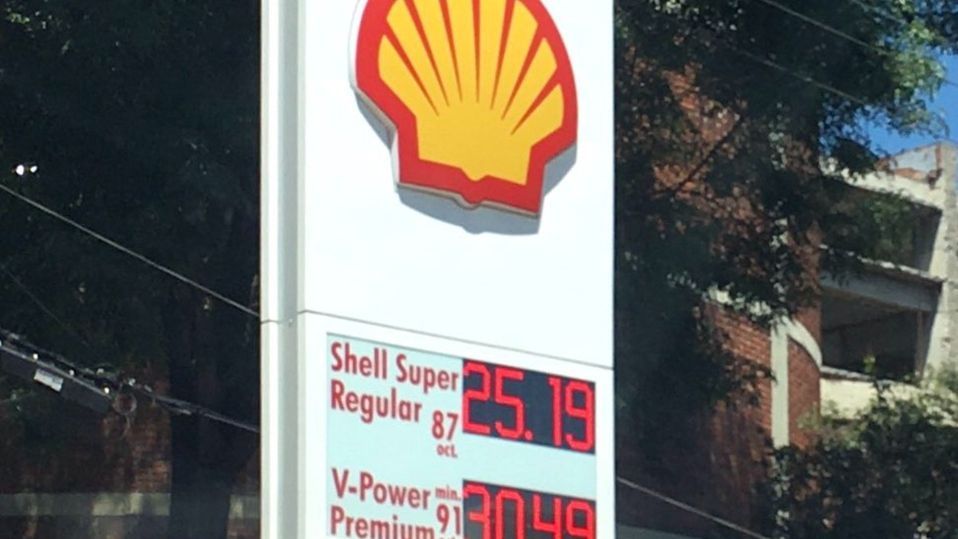 Shell Super 25.19
Regular 87
oct.
V-Power min. 30.49
Premium 91